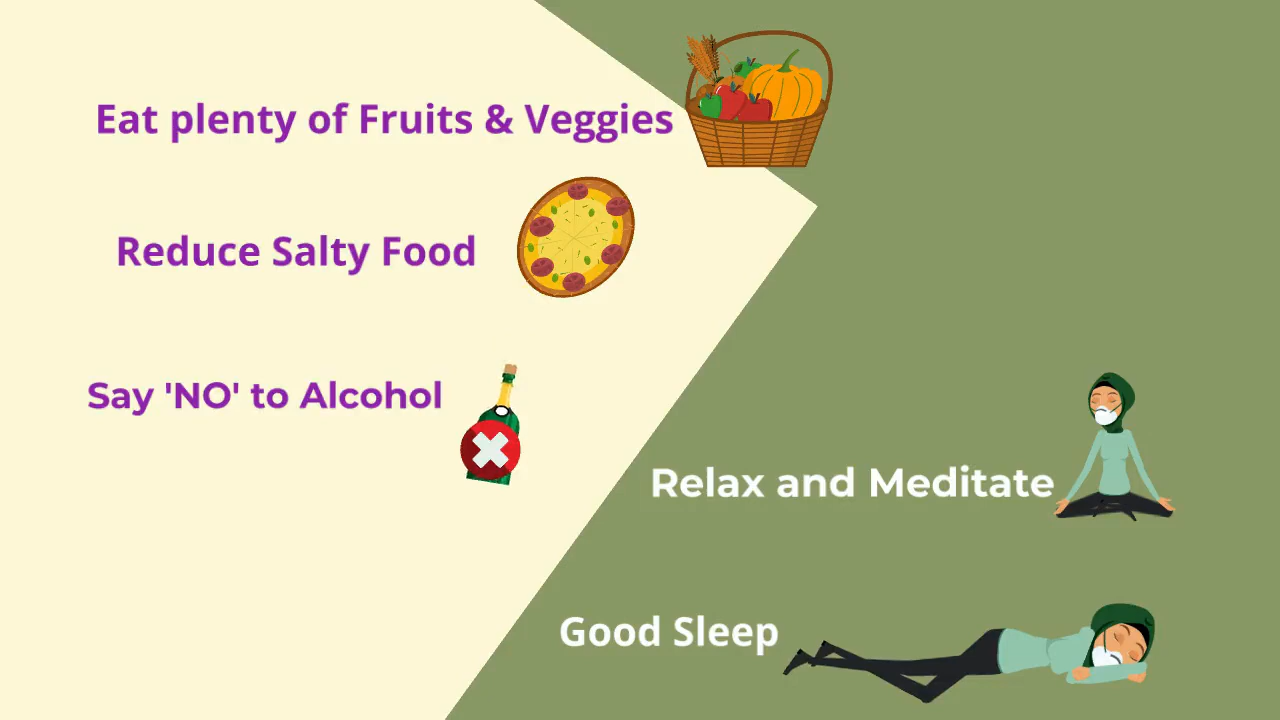 Eat plenty of Fruits & Veggies
Reduce Salty Food
Say 'NO' to Alcohol
Relax and Meditate
Good Sleep